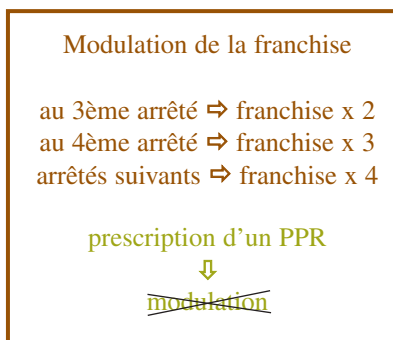 Modulation de la franchise
au 3ème arrêté ⇨ franchise x 2
au 4ème arrêté ⇨ franchise x 3
arrêtés suivants ⇨ franchise x 4
prescription d'un PPR
⇩
modulation